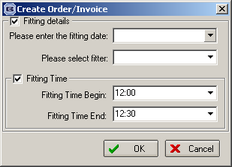 Create Order/Invoice
Fitting details
Please enter the fitting date:
Please select fitter:
Fitting Time
Fitting Time Begin: 12:00
Fitting Time End: 12:30
OK Cancel